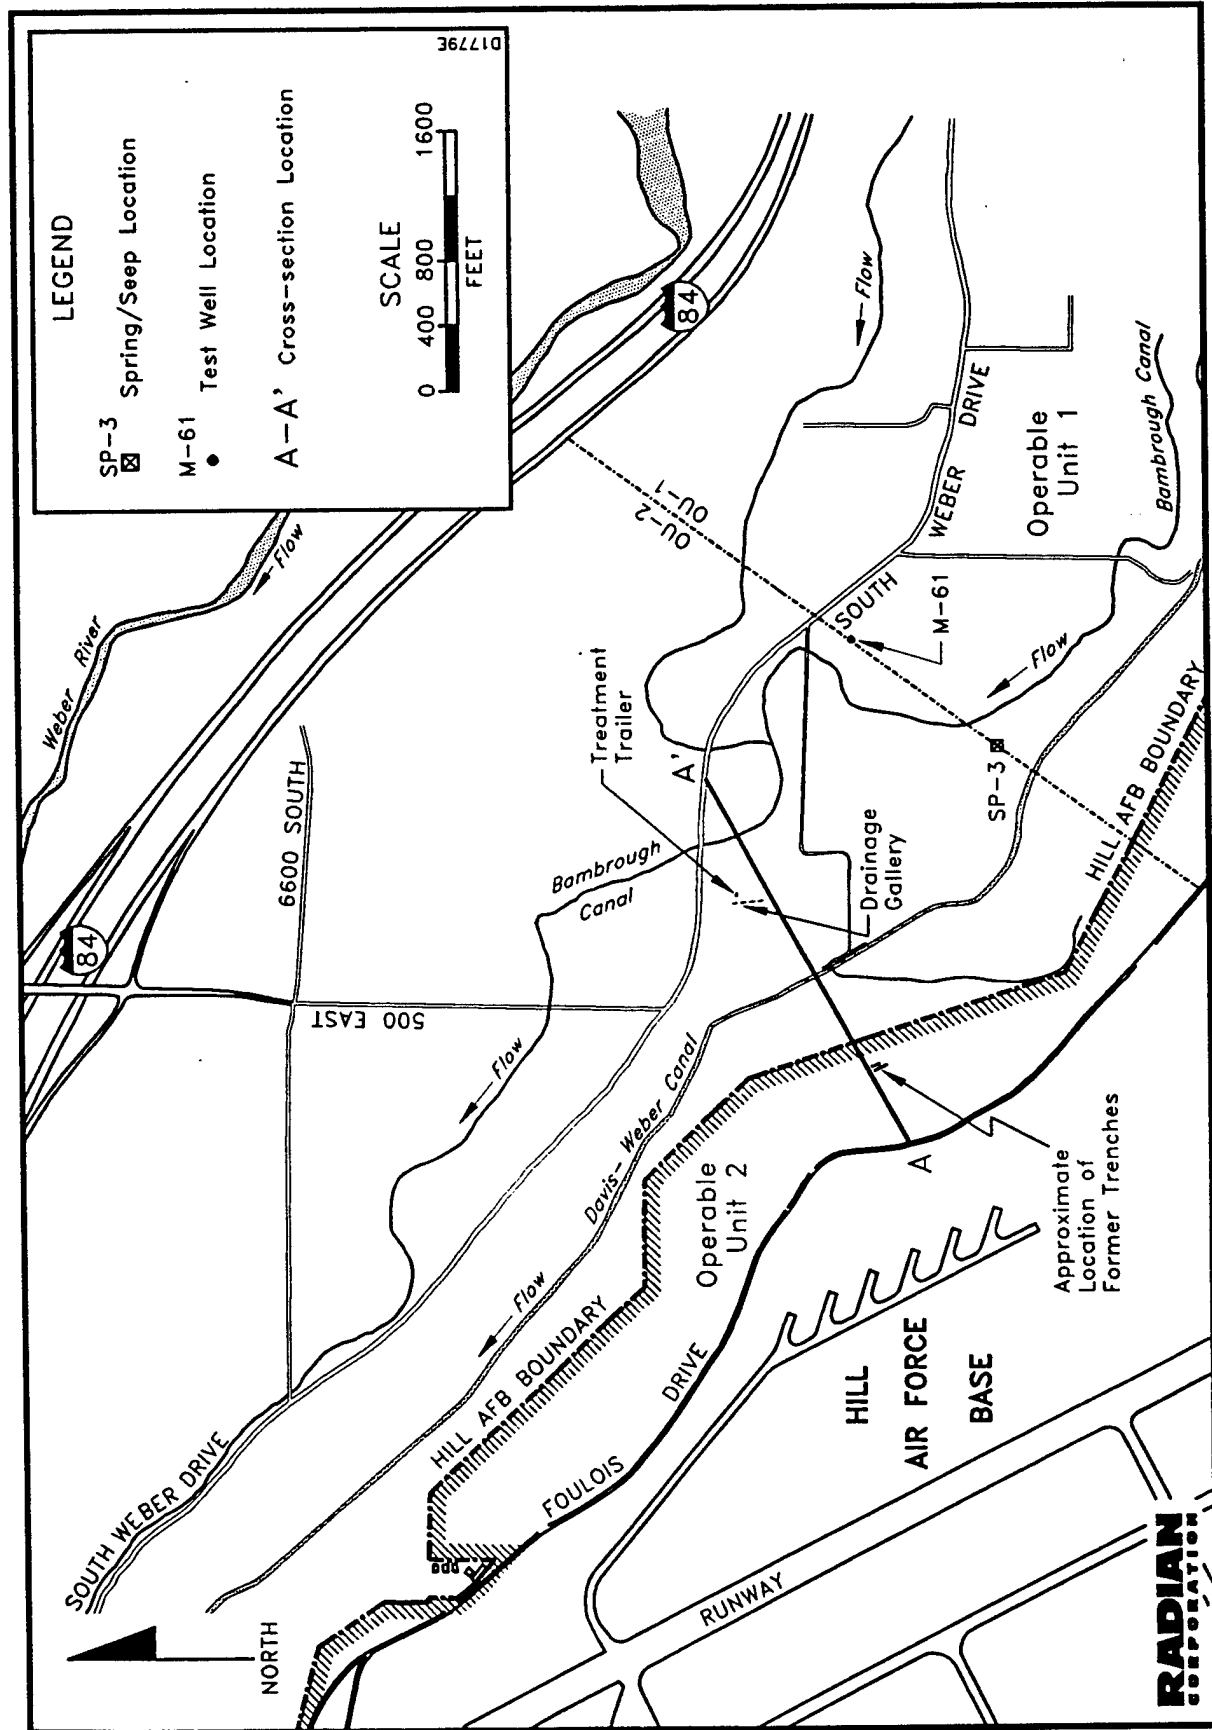 LEGEND
SP-3
Spring/Seep Location
M-61
Test Well Location
A-A' Cross-section Location
SCALE
0 400 800 1600
FEET
D1779E
Weber River
Flow
84
84
6600 SOUTH
500 EAST
SOUTH WEBER DRIVE
Bambrough
Canal
Flow
Treatment
Trailer
A'
OU-2
OU-1
Flow
SOUTH WEBER DRIVE
Operable
Unit 1
Bambrough Canal
M-61
Flow
SP-3
Drainage
Gallery
HILL AFB BOUNDARY
Davis-Weber Canal
Flow
HILL AFB BOUNDARY
Operable
Unit 2
A
Approximate
Location of
Former Trenches
FOULOIS DRIVE
HILL
AIR FORCE
BASE
RUNWAY
NORTH
RADIAN
CORPORATION